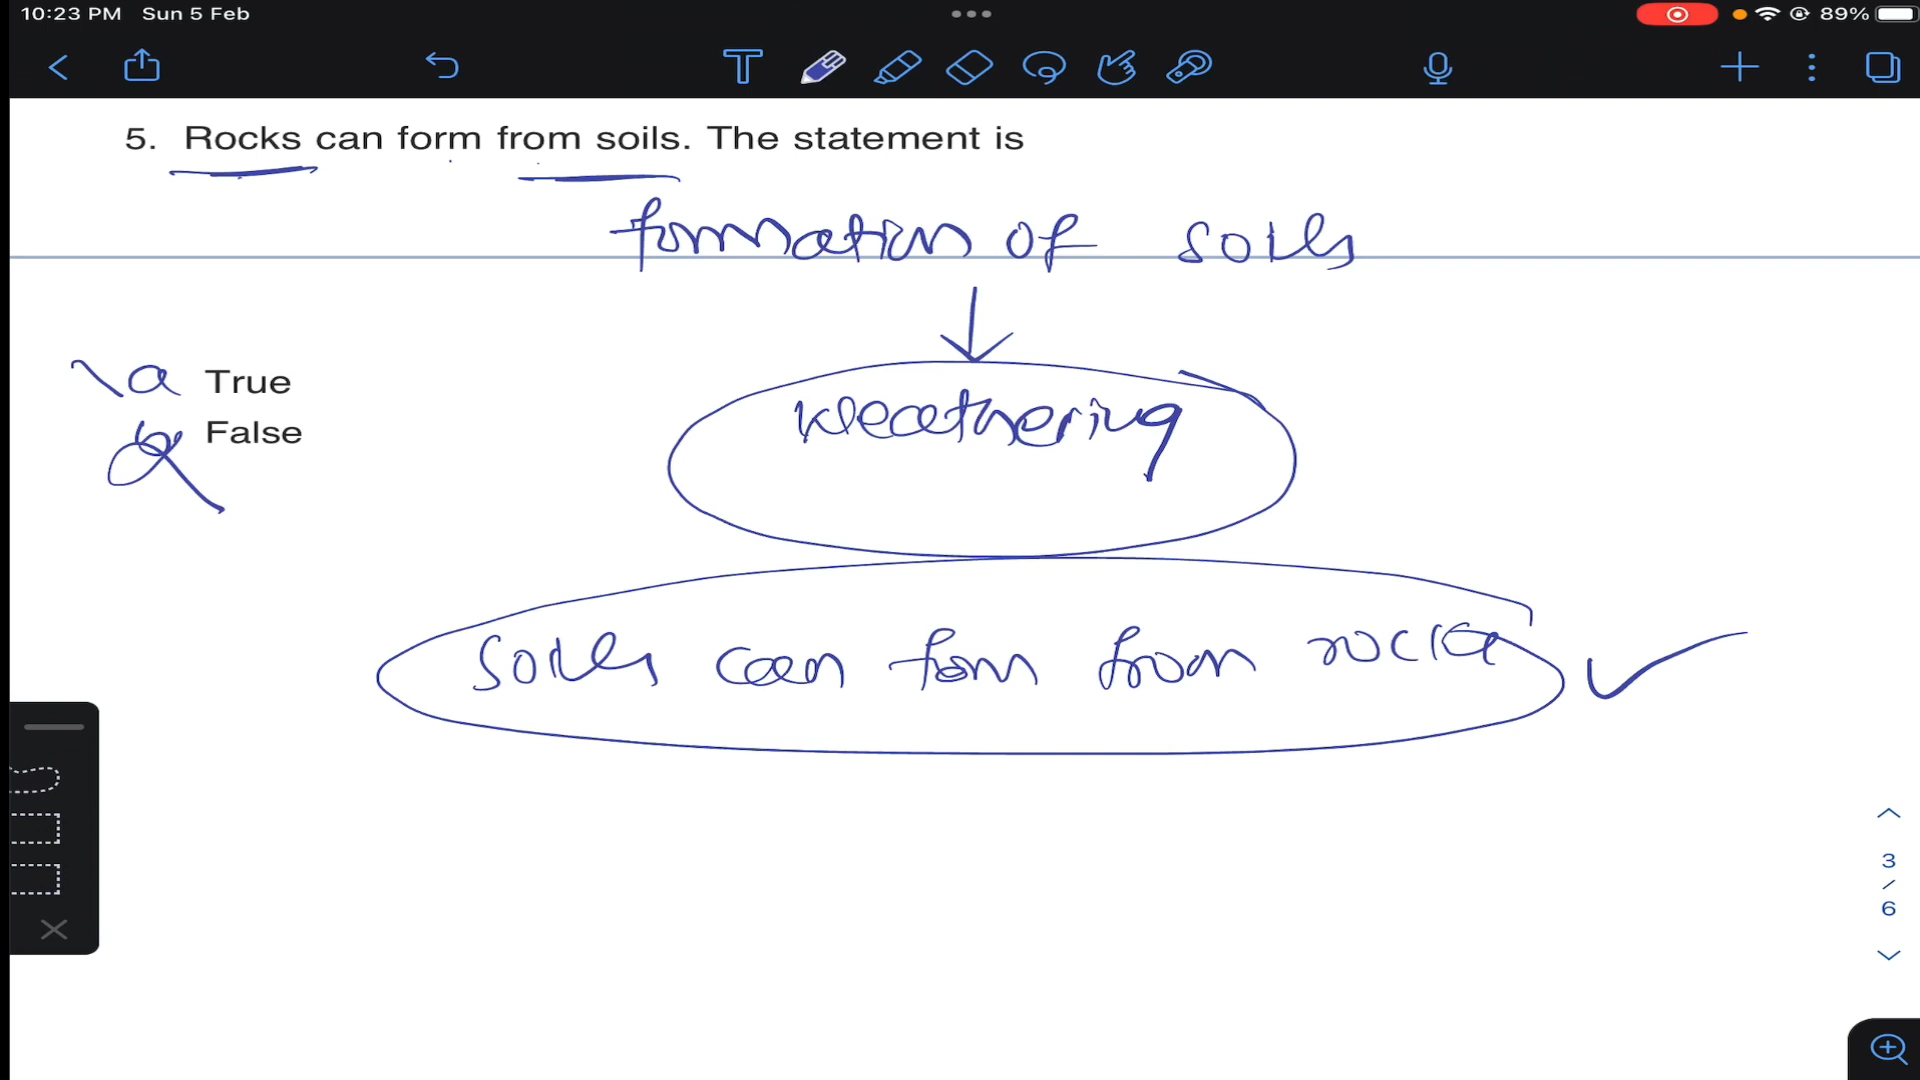 10:23 PM Sun 5 Feb
89%
5. Rocks can form from soils. The statement is
formation of soils
a True
b False
Weathering
Soils can form from rocks
3
/
6